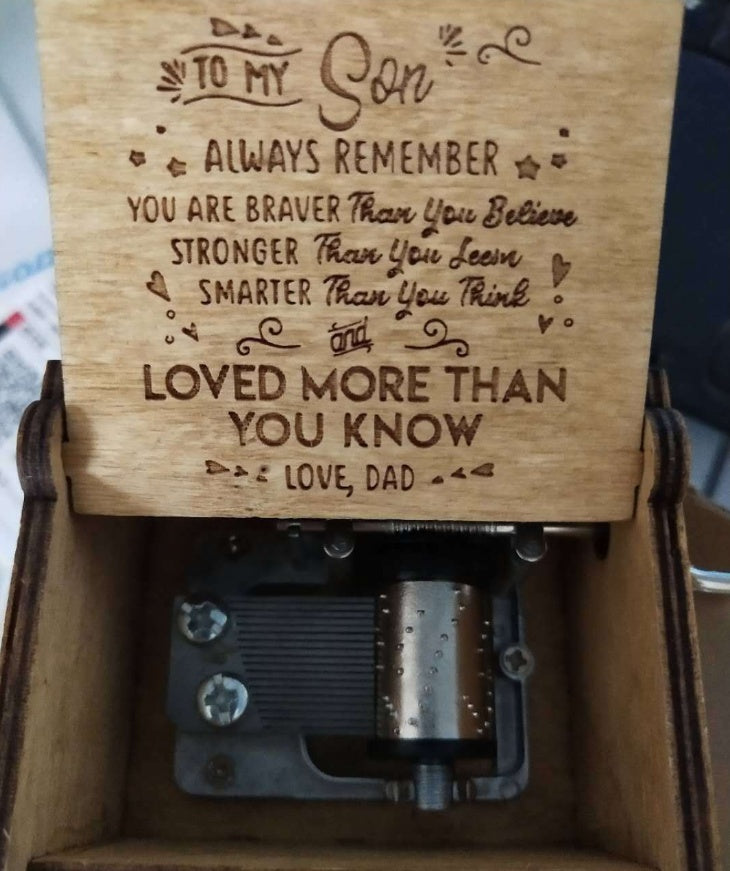 TO MY Son
ALWAYS REMEMBER
YOU ARE BRAVER Than You Believe
STRONGER Than You Seem
SMARTER Than You Think
and
LOVED MORE THAN
YOU KNOW
LOVE, DAD